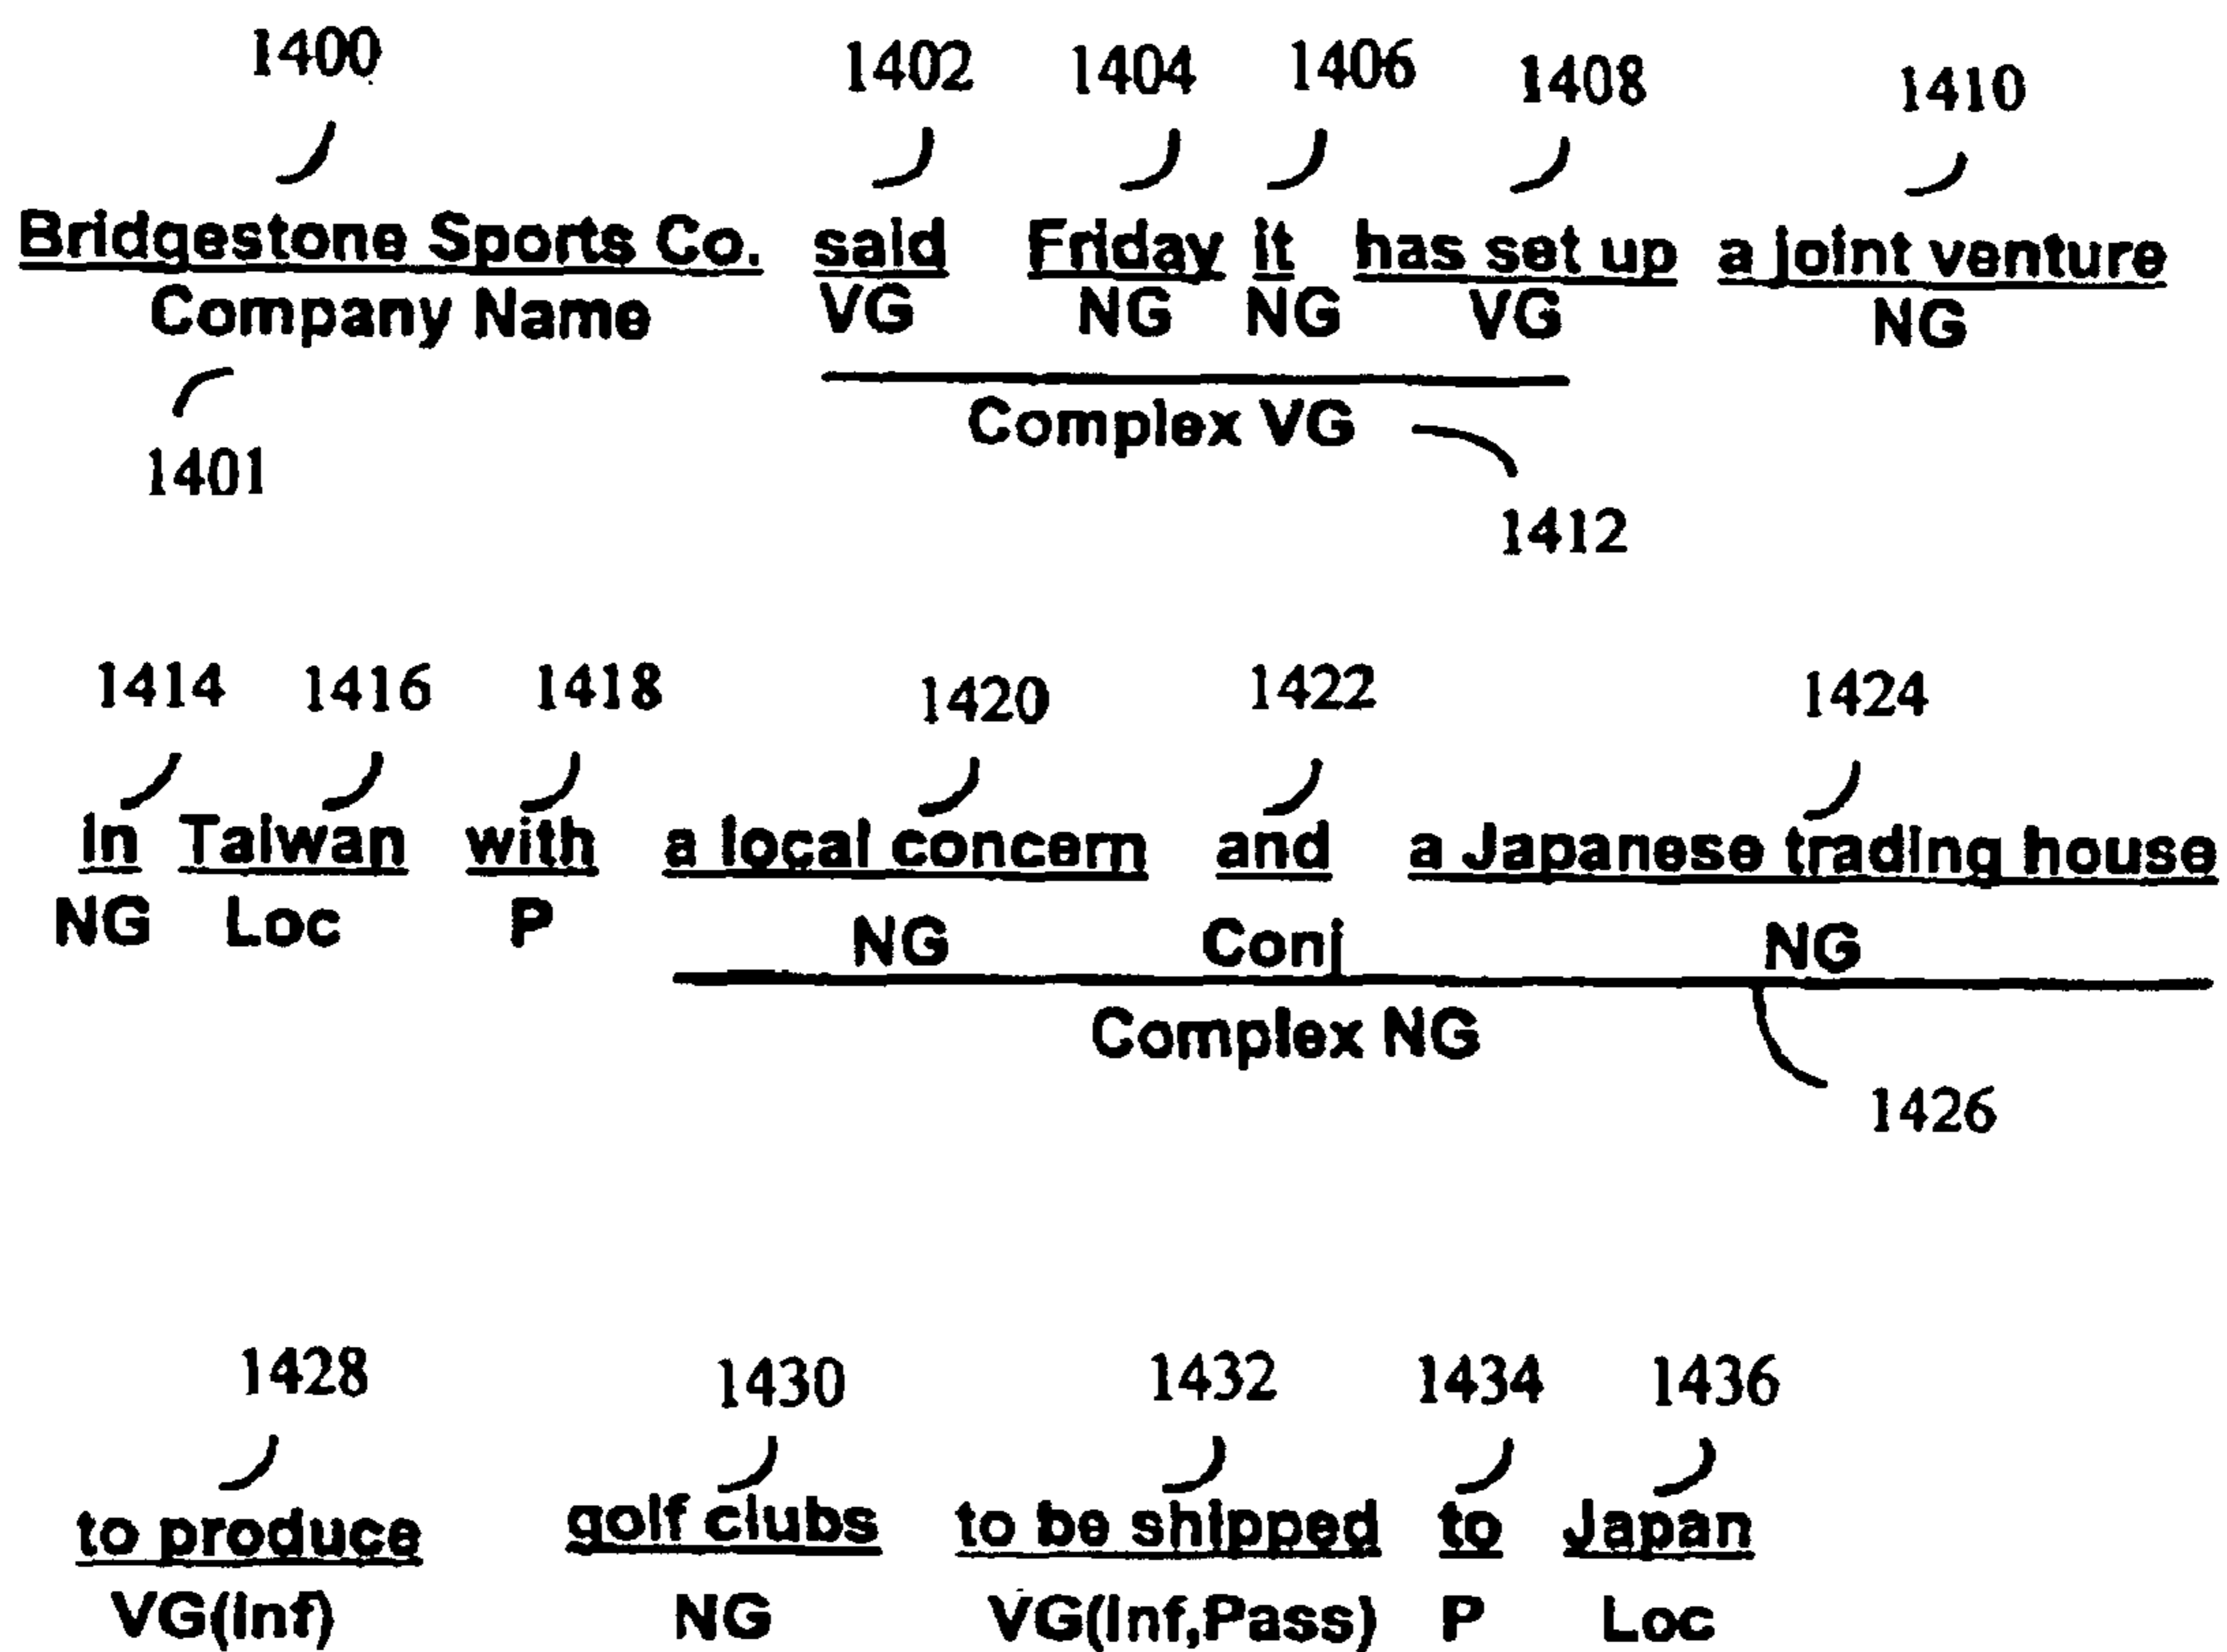 1400 1402 1404 1406 1408 1410
Bridgestone Sports Co. said Friday it has set up a joint venture
Company Name VG NG NG VG NG
Complex VG
1401
1412
1414 1416 1418 1420 1422 1424
in Taiwan with a local concern and a Japanese trading house
NG Loc P NG Conj NG
Complex NG
1426
1428 1430 1432 1434 1436
to produce golf clubs to be shipped to Japan
VG(Inf) NG VG(Inf,Pass) P Loc